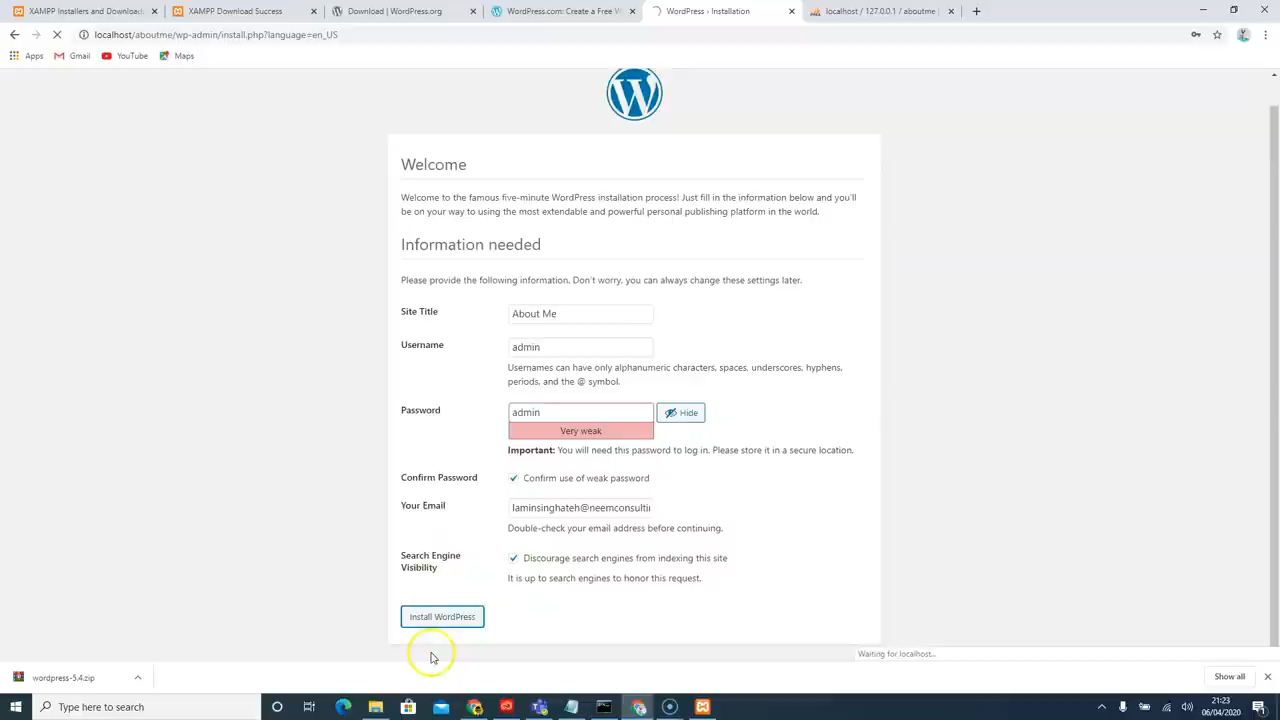 XAMPP Installers and Download
XAMPP Download Success
Download | WordPress.org
WordPress.com: Create a Free W
WordPress › Installation
localhost / 127.0.0.1 / aboutme |
localhost/aboutme/wp-admin/install.php?language=en_US
Apps
Gmail
YouTube
Maps
Welcome
Welcome to the famous five-minute WordPress installation process! Just fill in the information below and you'll
be on your way to using the most extendable and powerful personal publishing platform in the world.
Information needed
Please provide the following information. Don't worry, you can always change these settings later.
Site Title
About Me
Username
admin
Usernames can have only alphanumeric characters, spaces, underscores, hyphens,
periods, and the @ symbol.
Password
admin
Hide
Very weak
Important: You will need this password to log in. Please store it in a secure location.
Confirm Password
Confirm use of weak password
Your Email
laminsinghateh@neemconsulti
Double-check your email address before continuing.
Search Engine
Visibility
Discourage search engines from indexing this site
It is up to search engines to honor this request.
Install WordPress
Waiting for localhost...
wordpress-5.4.zip
Show all
Type here to search
21:23
06/04/2020